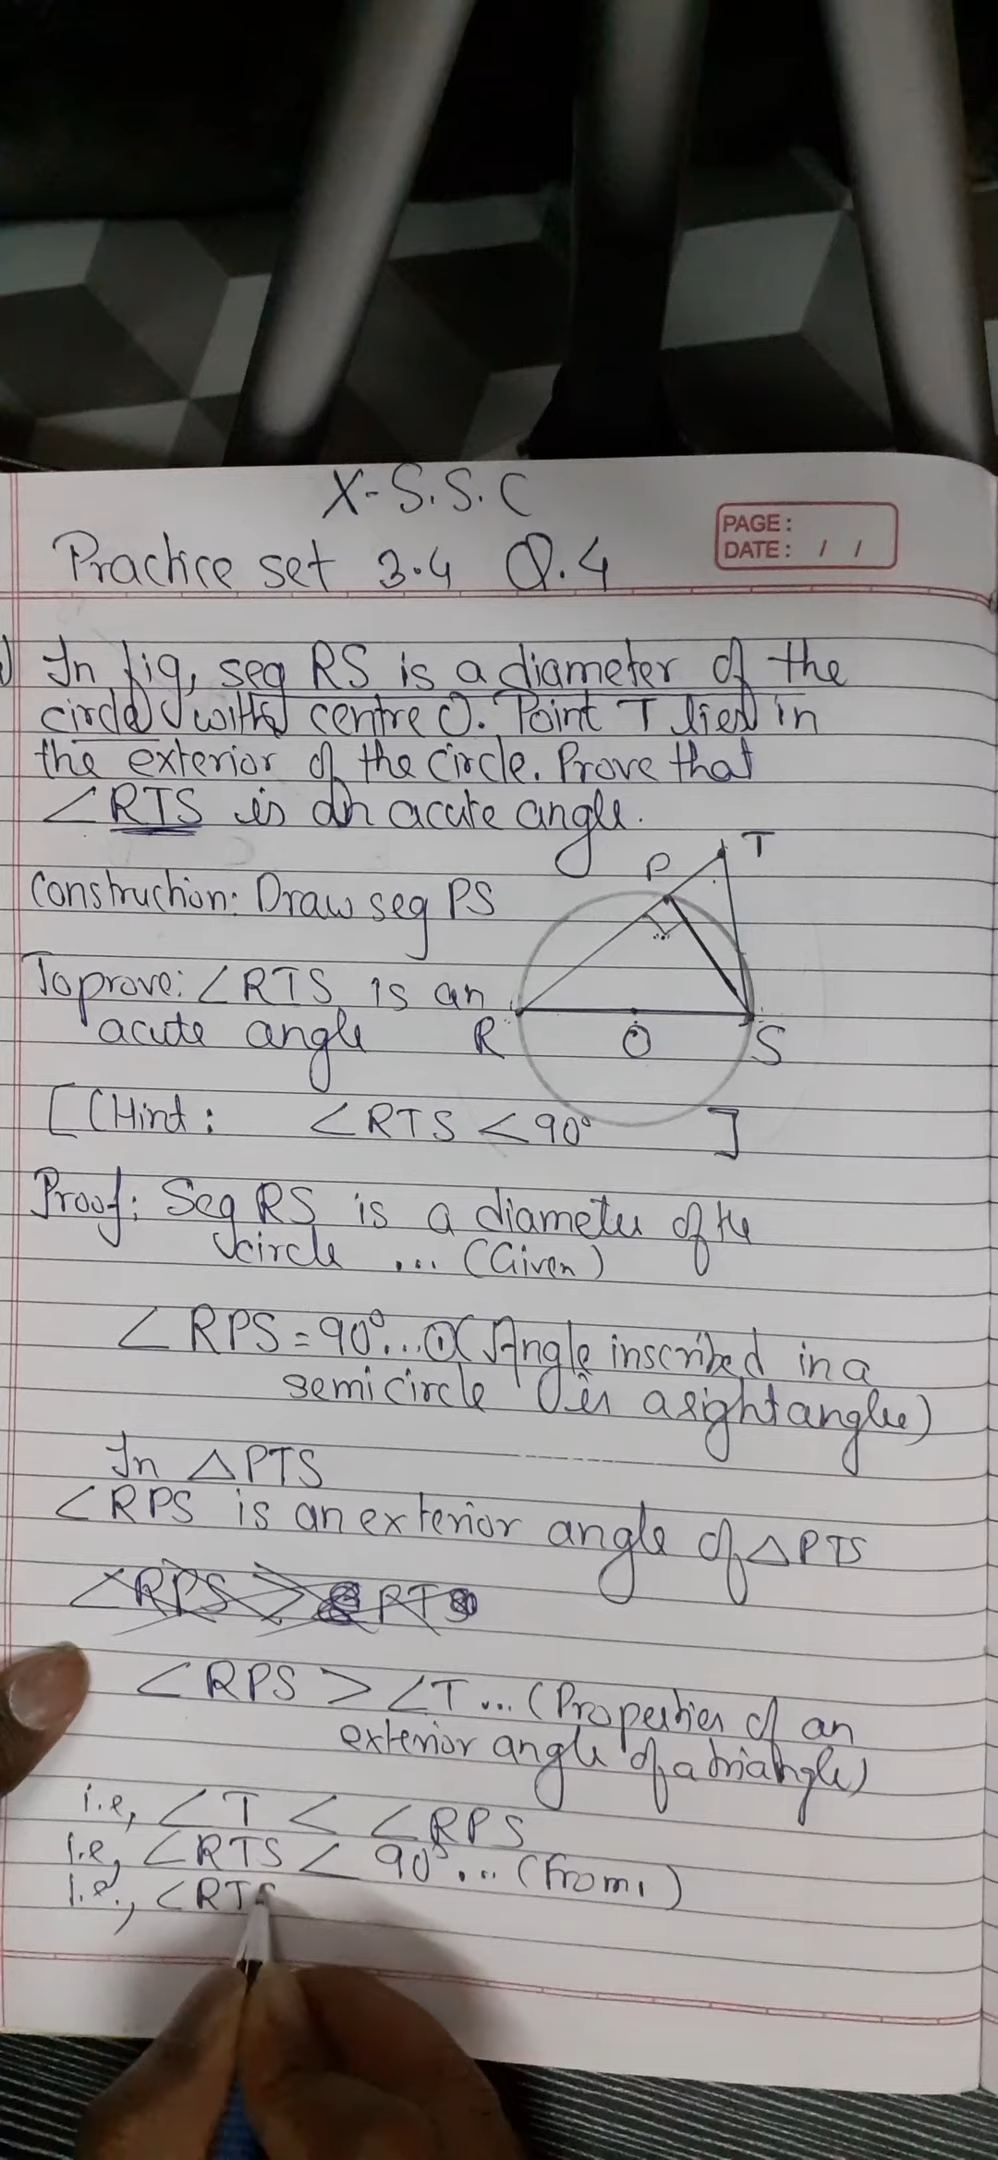 X-S.S.C
PAGE:
DATE: / /
Practice set 3.4 Q.4
In fig, seg RS is a diameter of the
circle with centre O. Point T lies in
the exterior of the circle. Prove that
∠RTS is an acute angle.
T
P
Construction: Draw seg PS
To prove: ∠RTS is an
acute angle
R O S
[(Hint: ∠RTS < 90° ]
Proof: Seg RS is a diameter of the
circle ... (Given)
∠RPS = 90°...①(Angle inscribed in a
semicircle is a right angle)
In △PTS
∠RPS is an exterior angle of △PTS
∠RPS > RTS
∠RPS > ∠T... (Properties of an
exterior angle of a triangle)
i.e, ∠T < ∠RPS
i.e, ∠RTS < 90°... (From 1)
i.e., ∠RTS